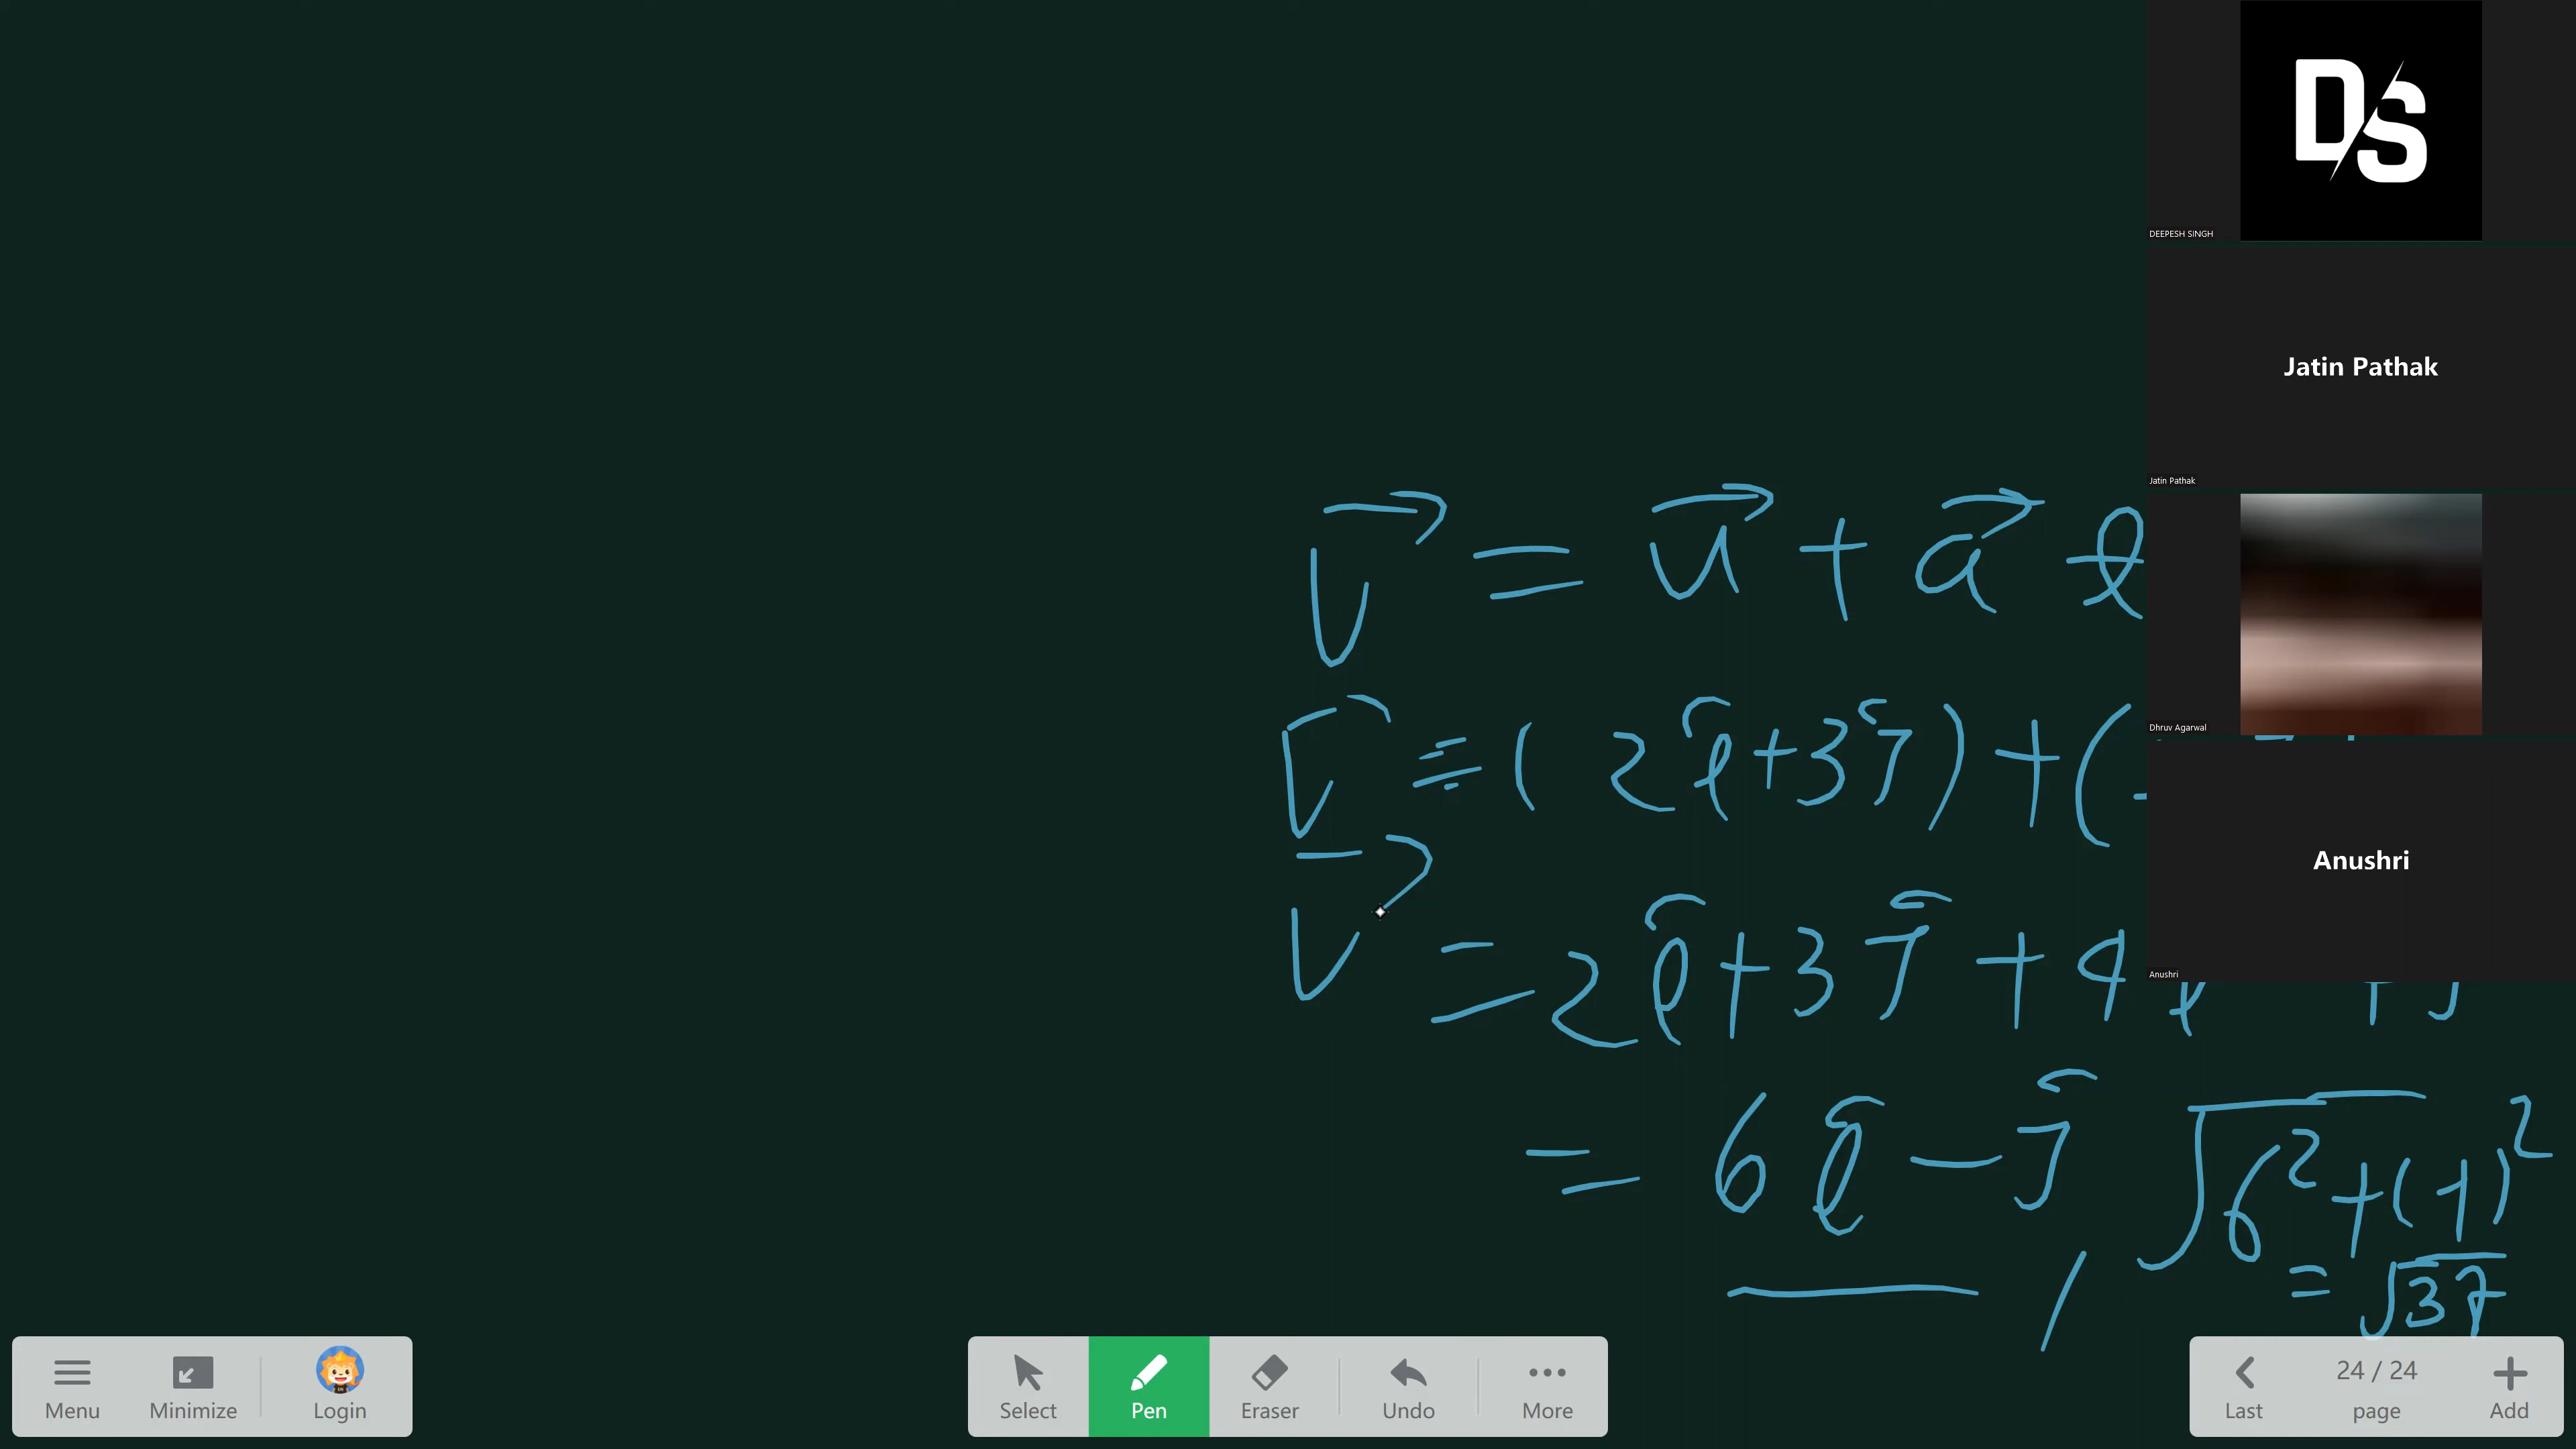 DS
DEEPESH SINGH
Jatin Pathak
Jatin Pathak
Dhruv Agarwal
Anushri
Anushri
v⃗ = u⃗ + a⃗ t
v⃗ = ( 2î + 3ĵ ) + (
v⃗ = 2î + 3ĵ + 4
= 6î - ĵ
√6² + (1)²
= √37
Menu
Minimize
Login
Select
Pen
Eraser
Undo
More
Last
24 / 24
page
Add